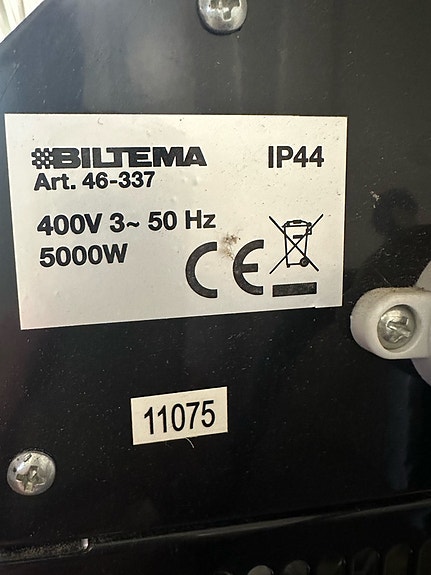 BILTEMA IP44
Art. 46-337
400V 3~ 50 Hz
5000W CE
11075